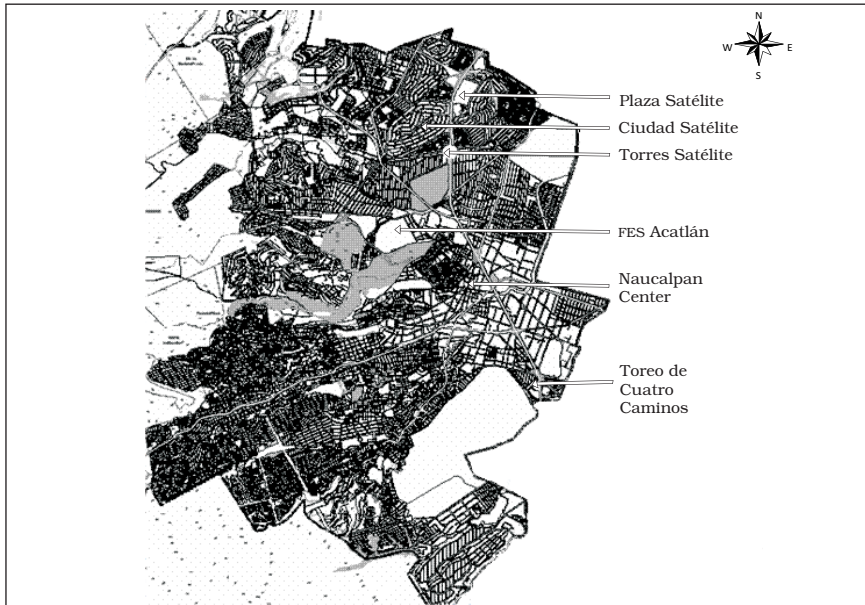 N
W E
S
Plaza Satélite
Ciudad Satélite
Torres Satélite
FES Acatlán
Naucalpan
Center
Toreo de
Cuatro
Caminos